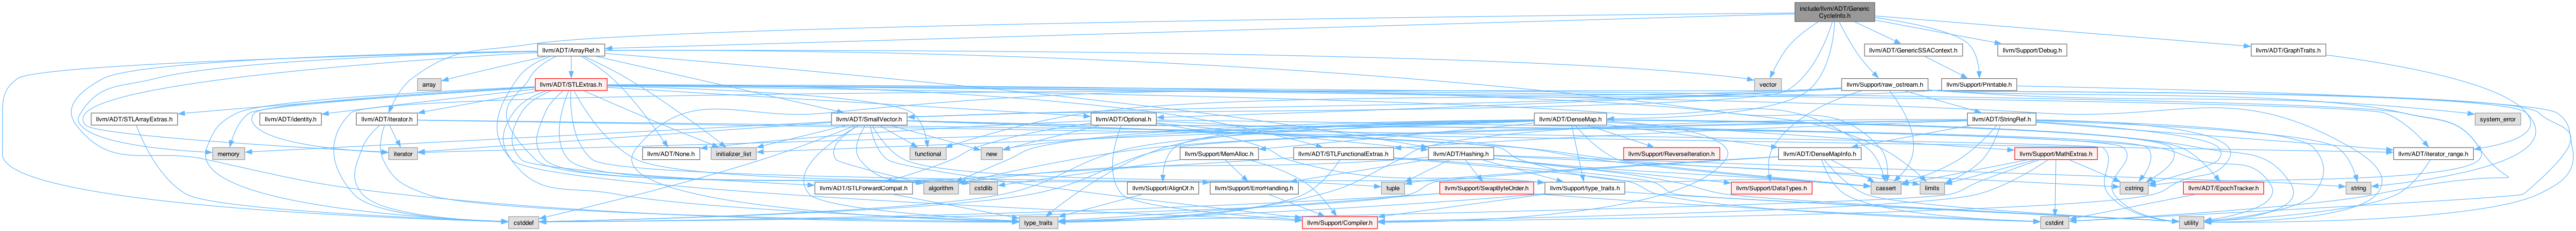 include/llvm/ADT/Generic
CycleInfo.h
llvm/ADT/ArrayRef.h
llvm/ADT/GenericSSAContext.h
llvm/Support/Debug.h
llvm/ADT/GraphTraits.h
array
llvm/ADT/STLExtras.h
vector
llvm/Support/raw_ostream.h
llvm/Support/Printable.h
llvm/ADT/STLArrayExtras.h
llvm/ADT/identity.h
llvm/ADT/iterator.h
llvm/ADT/SmallVector.h
llvm/ADT/Optional.h
llvm/ADT/DenseMap.h
llvm/ADT/StringRef.h
system_error
memory
iterator
llvm/ADT/None.h
initializer_list
functional
new
llvm/Support/MemAlloc.h
llvm/ADT/STLFunctionalExtras.h
llvm/ADT/Hashing.h
llvm/Support/ReverseIteration.h
llvm/ADT/DenseMapInfo.h
llvm/Support/MathExtras.h
llvm/ADT/iterator_range.h
llvm/ADT/STLForwardCompat.h
algorithm
cstdlib
llvm/Support/AlignOf.h
llvm/Support/ErrorHandling.h
tuple
llvm/Support/SwapByteOrder.h
llvm/Support/type_traits.h
llvm/Support/DataTypes.h
cassert
limits
cstring
llvm/ADT/EpochTracker.h
string
cstddef
type_traits
llvm/Support/Compiler.h
cstdint
utility